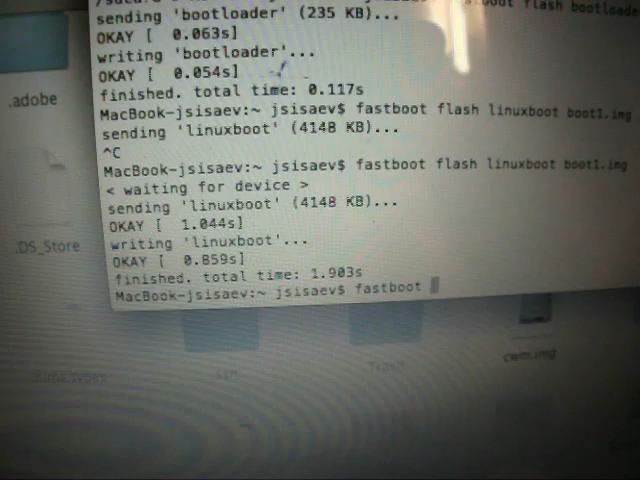 flash bootloade
sending 'bootloader' (235 KB)...
OKAY [  0.063s]
writing 'bootloader'...
OKAY [  0.054s]
finished. total time: 0.117s
MacBook-jsisaev:~ jsisaev$ fastboot flash linuxboot boot1.img
sending 'linuxboot' (4148 KB)...
^C
MacBook-jsisaev:~ jsisaev$ fastboot flash linuxboot boot1.img
< waiting for device >
sending 'linuxboot' (4148 KB)...
OKAY [  1.044s]
writing 'linuxboot'...
OKAY [  0.859s]
finished. total time: 1.903s
MacBook-jsisaev:~ jsisaev$ fastboot
.adobe
.DS_Store
Trash
cwm.img